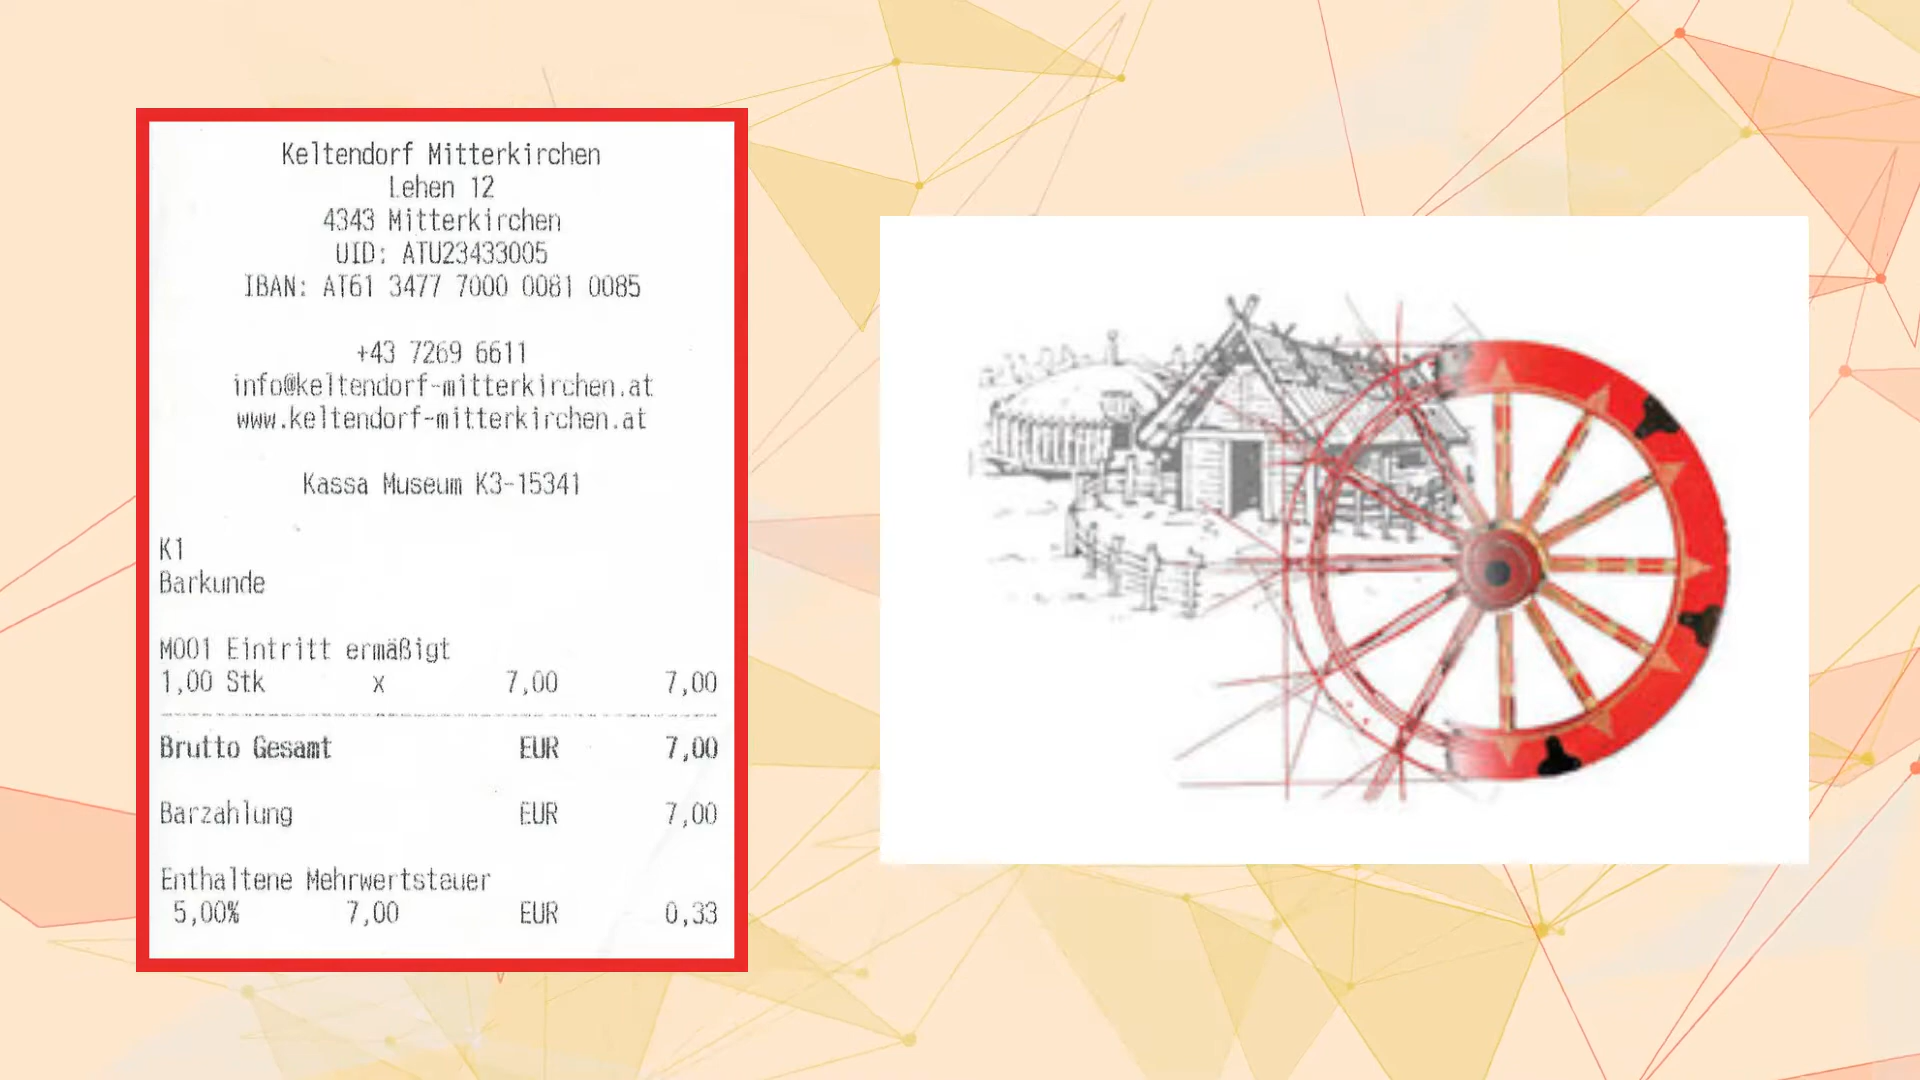 Keltendorf Mitterkirchen
Lehen 12
4343 Mitterkirchen
UID: ATU23433005
IBAN: AT61 3477 7000 0081 0085
+43 7269 6611
info@keltendorf-mitterkirchen.at
www.keltendorf-mitterkirchen.at
Kassa Museum K3-15341
K1
Barkunde
M001 Eintritt ermäßigt
1,00 Stk x 7,00 7,00
Brutto Gesamt EUR 7,00
Barzahlung EUR 7,00
Enthaltene Mehrwertsteuer
5,00% 7,00 EUR 0,33